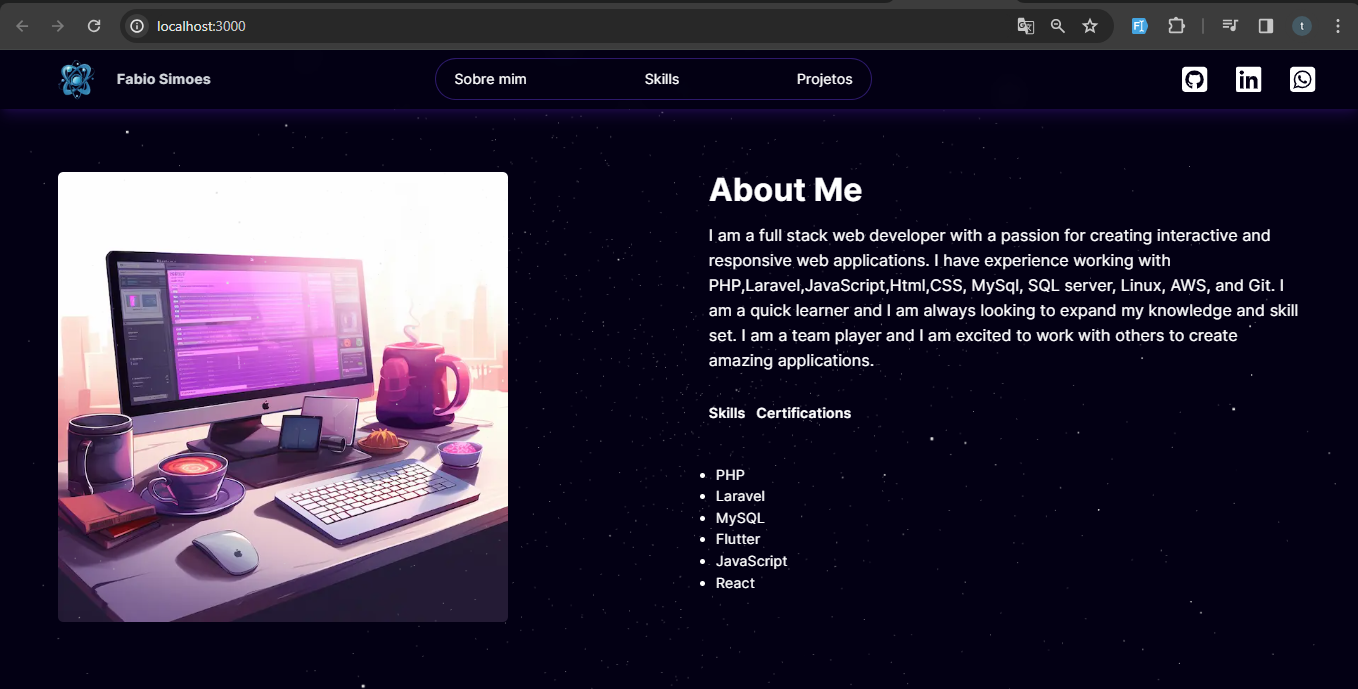 localhost:3000
Fabio Simoes
Sobre mim
Skills
Projetos
About Me
I am a full stack web developer with a passion for creating interactive and
responsive web applications. I have experience working with
PHP,Laravel,JavaScript,Html,CSS, MySql, SQL server, Linux, AWS, and Git. I
am a quick learner and I am always looking to expand my knowledge and skill
set. I am a team player and I am excited to work with others to create
amazing applications.
Skills Certifications
PHP
Laravel
MySQL
Flutter
JavaScript
React